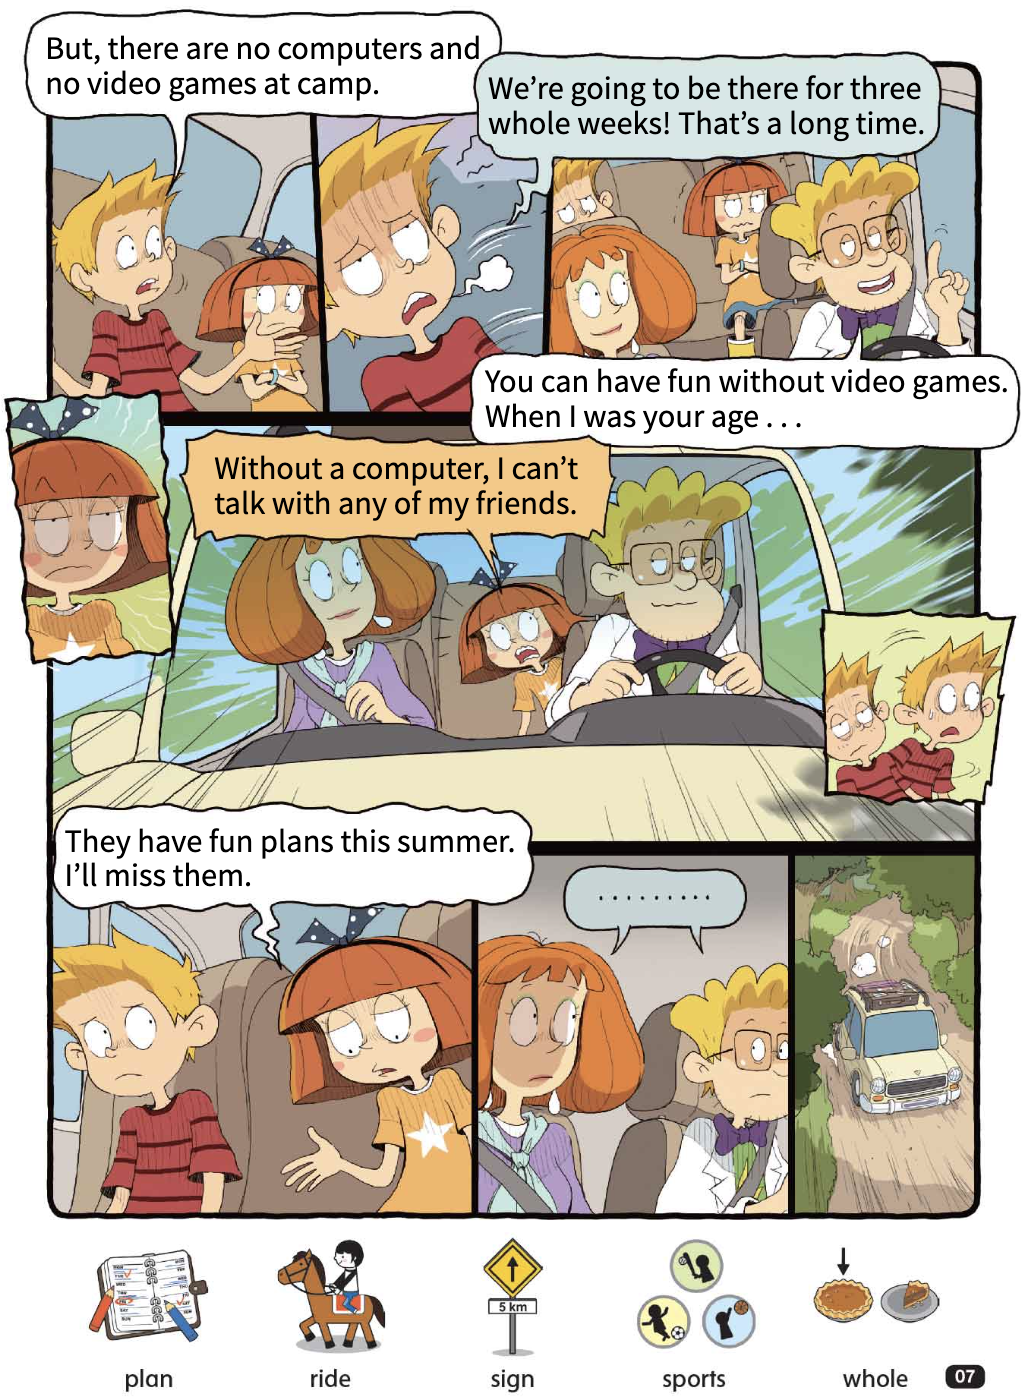 But, there are no computers and
no video games at camp.
We're going to be there for three
whole weeks! That's a long time.
You can have fun without video games.
When I was your age . . .
Without a computer, I can't
talk with any of my friends.
They have fun plans this summer.
I'll miss them.
. . . . . . . . .
5 km
plan
ride
sign
sports
whole
07